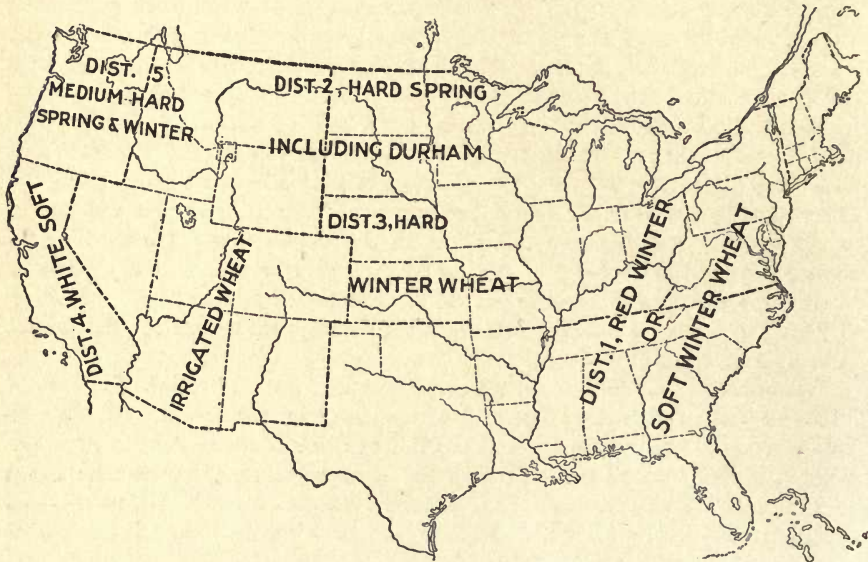 DIST. 5
MEDIUM-HARD
SPRING & WINTER
DIST. 2, HARD SPRING
INCLUDING DURHAM
DIST. 3, HARD
WINTER WHEAT
DIST. 4, WHITE SOFT
IRRIGATED WHEAT
DIST. 1, RED WINTER
OR
SOFT WINTER WHEAT